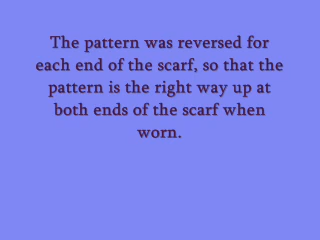 The pattern was reversed for
each end of the scarf, so that the
pattern is the right way up at
both ends of the scarf when
worn.